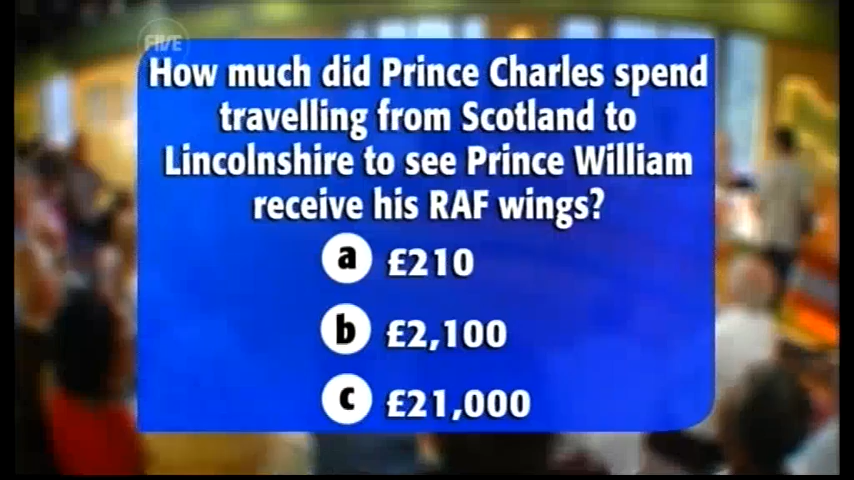 FIVE
How much did Prince Charles spend
travelling from Scotland to
Lincolnshire to see Prince William
receive his RAF wings?
a £210
b £2,100
c £21,000